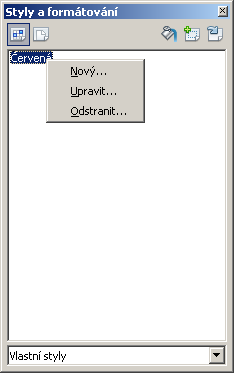 Styly a formátování
Červená
Nový...
Upravit...
Odstranit...
Vlastní styly